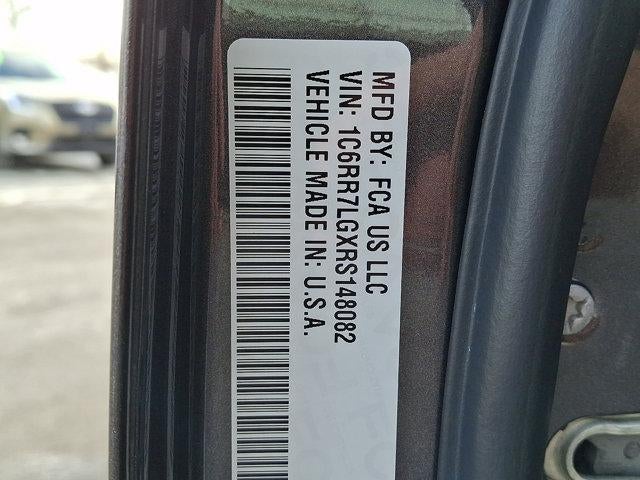 MFD BY: FCA US LLC
VIN: 1C6RR7LGXRS148082
VEHICLE MADE IN: U.S.A.